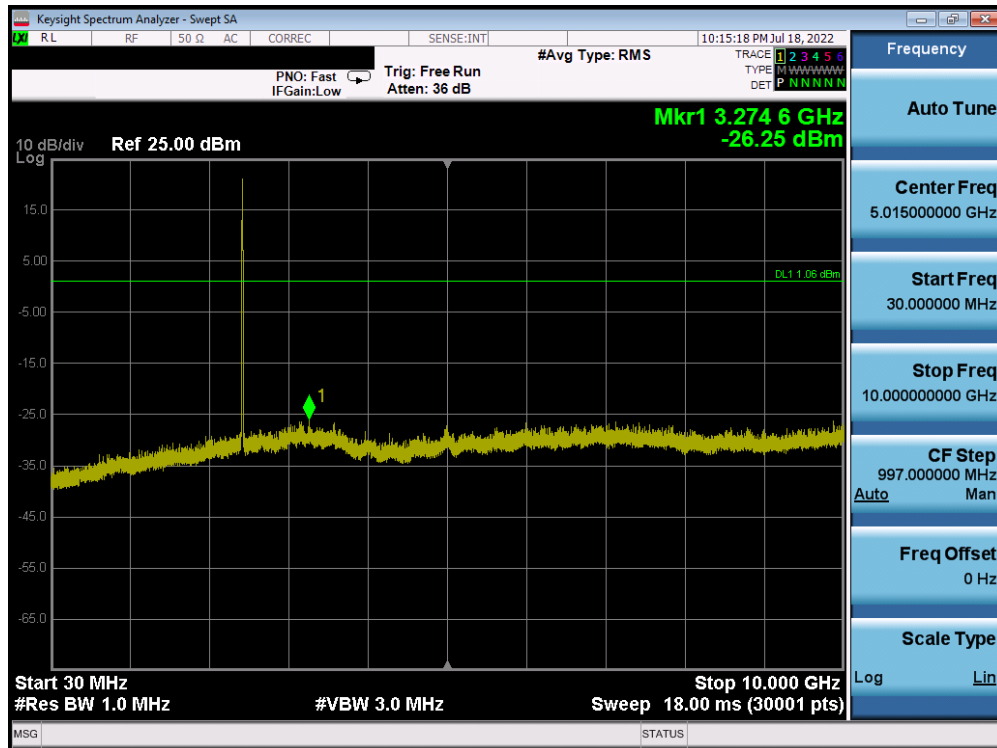 Keysight Spectrum Analyzer - Swept SA
LXI RL RF 50 Ω AC CORREC SENSE:INT 10:15:18 PM Jul 18, 2022
#Avg Type: RMS
TRACE 1 2 3 4 5 6
PNO: Fast Trig: Free Run
TYPE M WWWWW
IFGain:Low Atten: 36 dB
DET P N N N N N
Mkr1 3.274 6 GHz
-26.25 dBm
10 dB/div Ref 25.00 dBm
Log
15.0
5.00
DL1 1.06 dBm
-5.00
-15.0
1
-25.0
-35.0
-45.0
-55.0
-65.0
Start 30 MHz Stop 10.000 GHz
#Res BW 1.0 MHz #VBW 3.0 MHz Sweep 18.00 ms (30001 pts)
MSG STATUS
Frequency
Auto Tune
Center Freq
5.015000000 GHz
Start Freq
30.000000 MHz
Stop Freq
10.000000000 GHz
CF Step
997.000000 MHz
Auto Man
Freq Offset
0 Hz
Scale Type
Log Lin